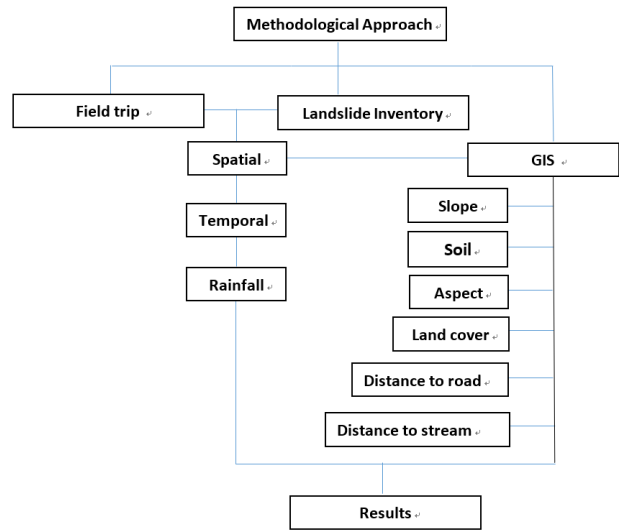 Methodological Approach
Field trip
Landslide Inventory
Spatial
GIS
Temporal
Slope
Soil
Rainfall
Aspect
Land cover
Distance to road
Distance to stream
Results